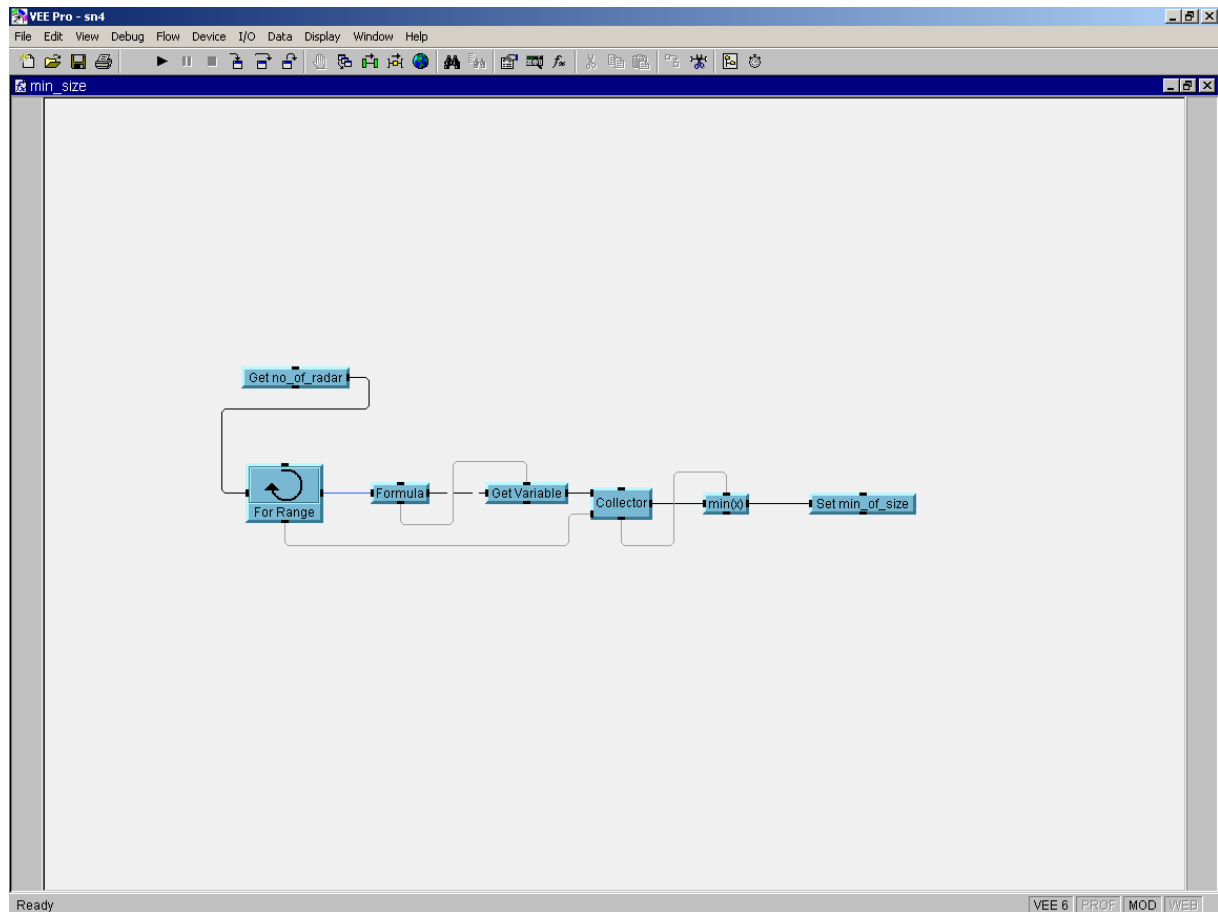 VEE Pro - sn4
File Edit View Debug Flow Device I/O Data Display Window Help
min_size
Get no_of_radar
For Range
Formula
Get Variable
Collector
min(x)
Set min_of_size
Ready
VEE 6 PROF MOD WEB